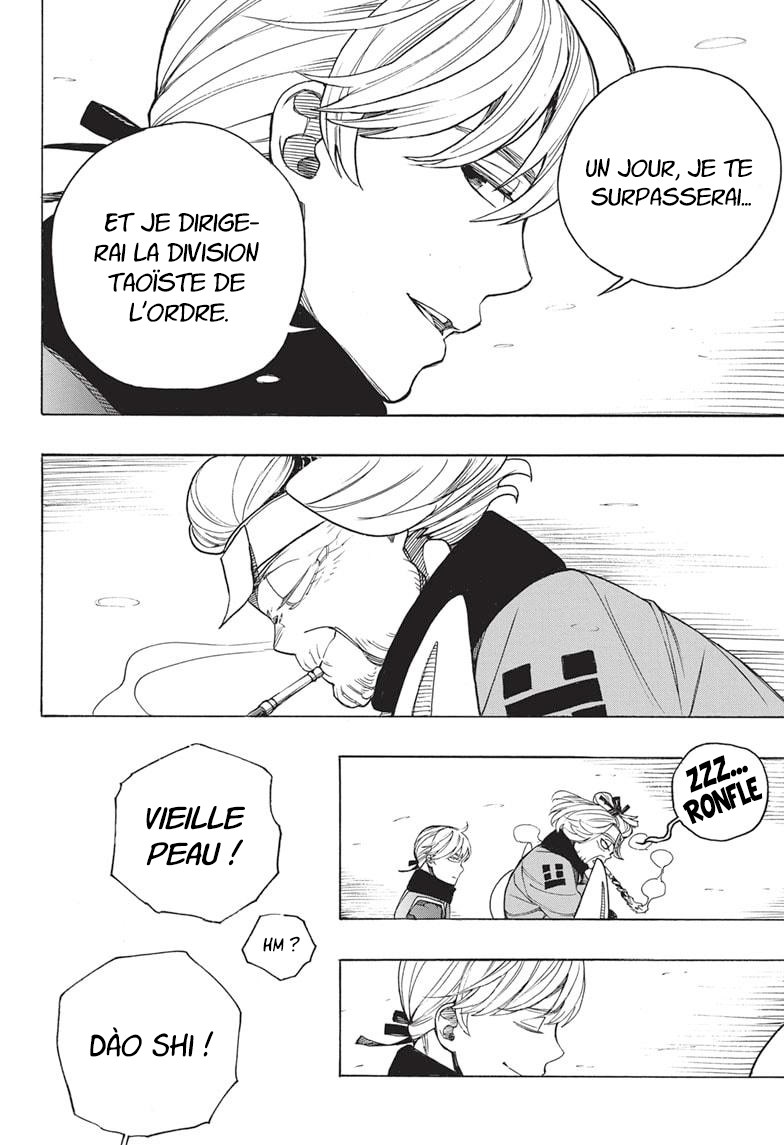 UN JOUR, JE TE
SURPASSERAI...
ET JE DIRIGE-
RAI LA DIVISION
TAOÏSTE DE
L'ORDRE.
ZZZ...
RONFLE
VIEILLE
PEAU !
HM ?
DÀO SHI !